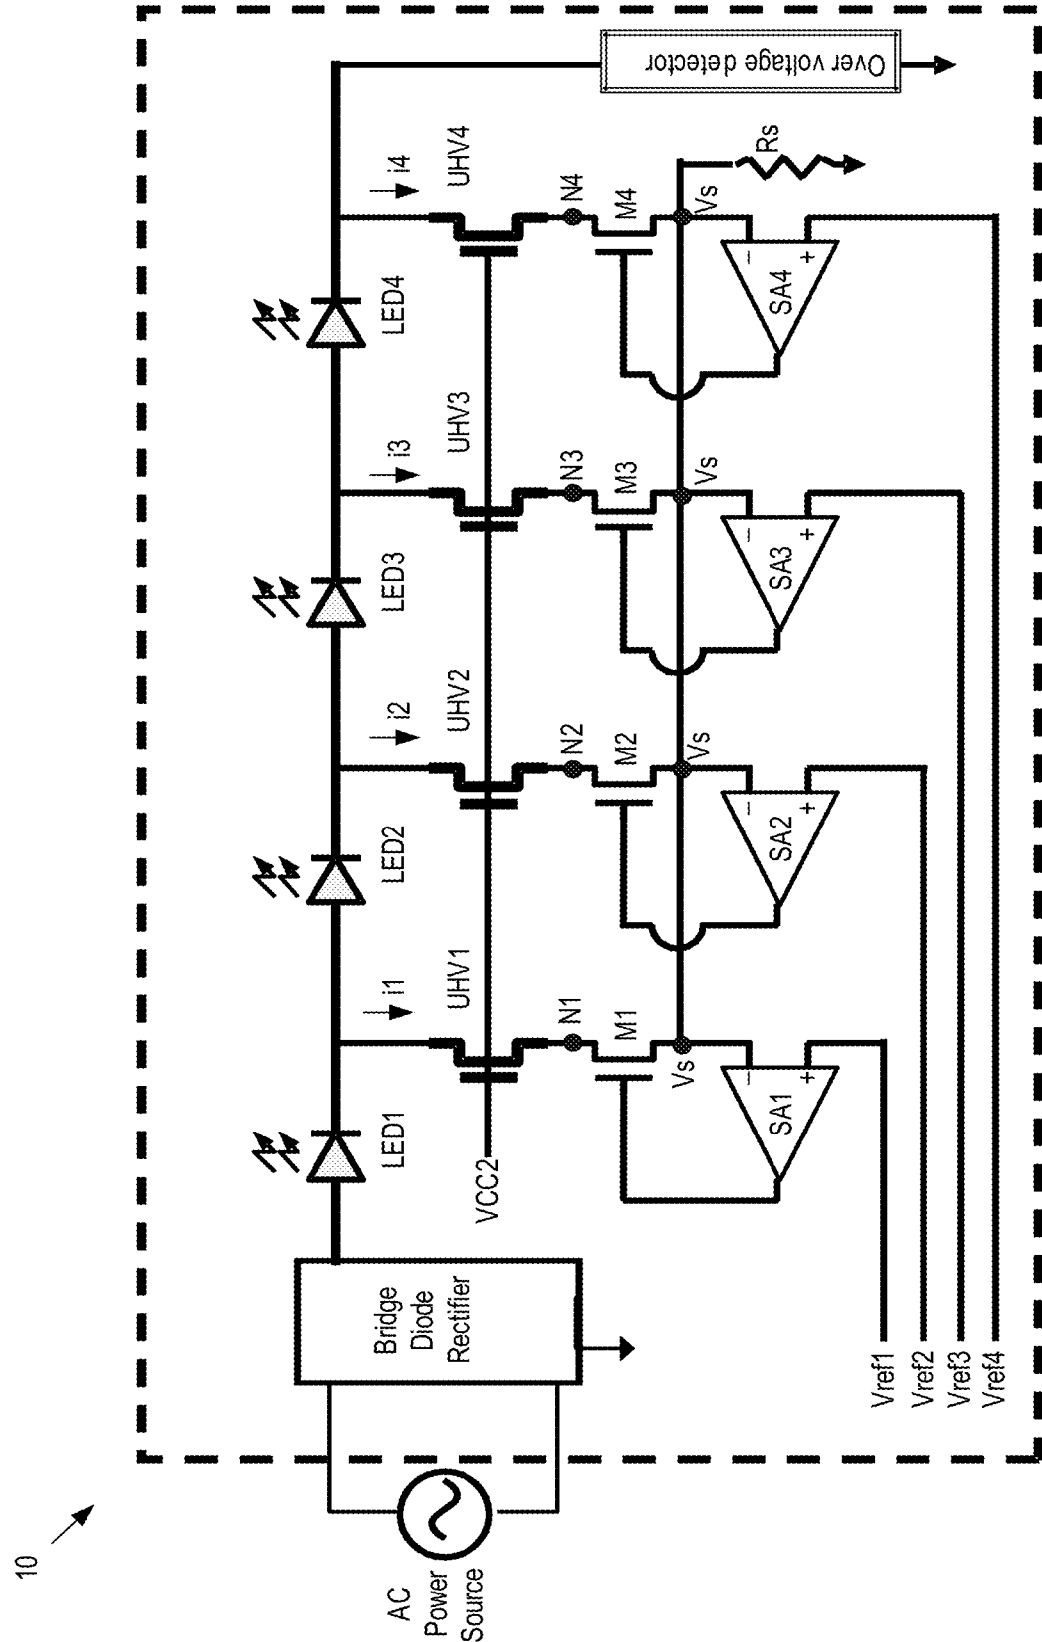 10
AC
Power
Source
Bridge
Diode
Rectifier
LED1
LED2
LED3
LED4
i1
i2
i3
i4
UHV1
UHV2
UHV3
UHV4
VCC2
N1
N2
N3
N4
M1
M2
M3
M4
Vs
Vs
Vs
Vs
Rs
Over voltage detector
− +
SA1
− +
SA2
− +
SA3
− +
SA4
Vref1
Vref2
Vref3
Vref4